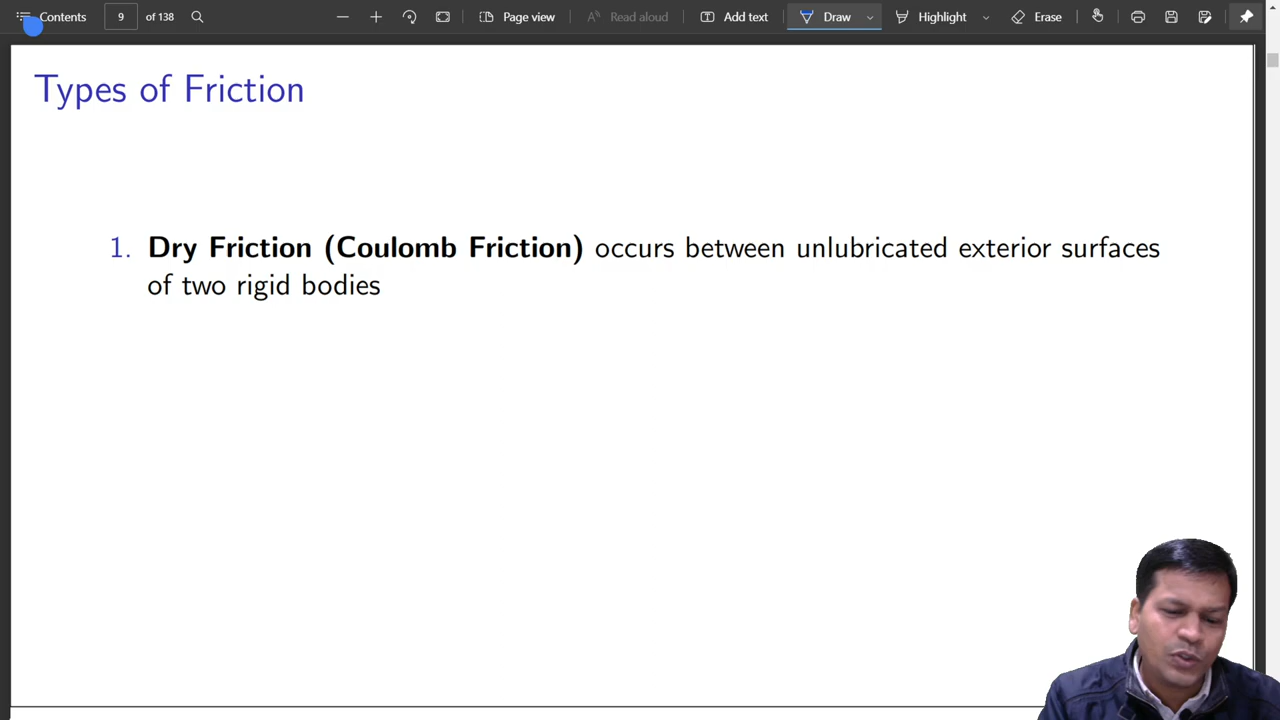 Contents 9 of 138 Page view Read aloud Add text Draw Highlight Erase
Types of Friction
1. Dry Friction (Coulomb Friction) occurs between unlubricated exterior surfaces
of two rigid bodies